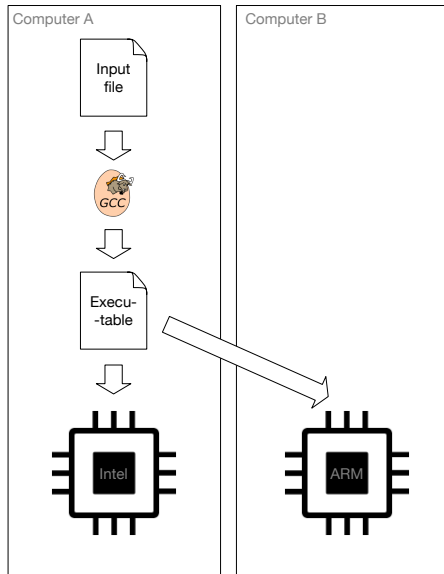 Computer A
Computer B
Input
file
GCC
Execu-
-table
Intel
ARM